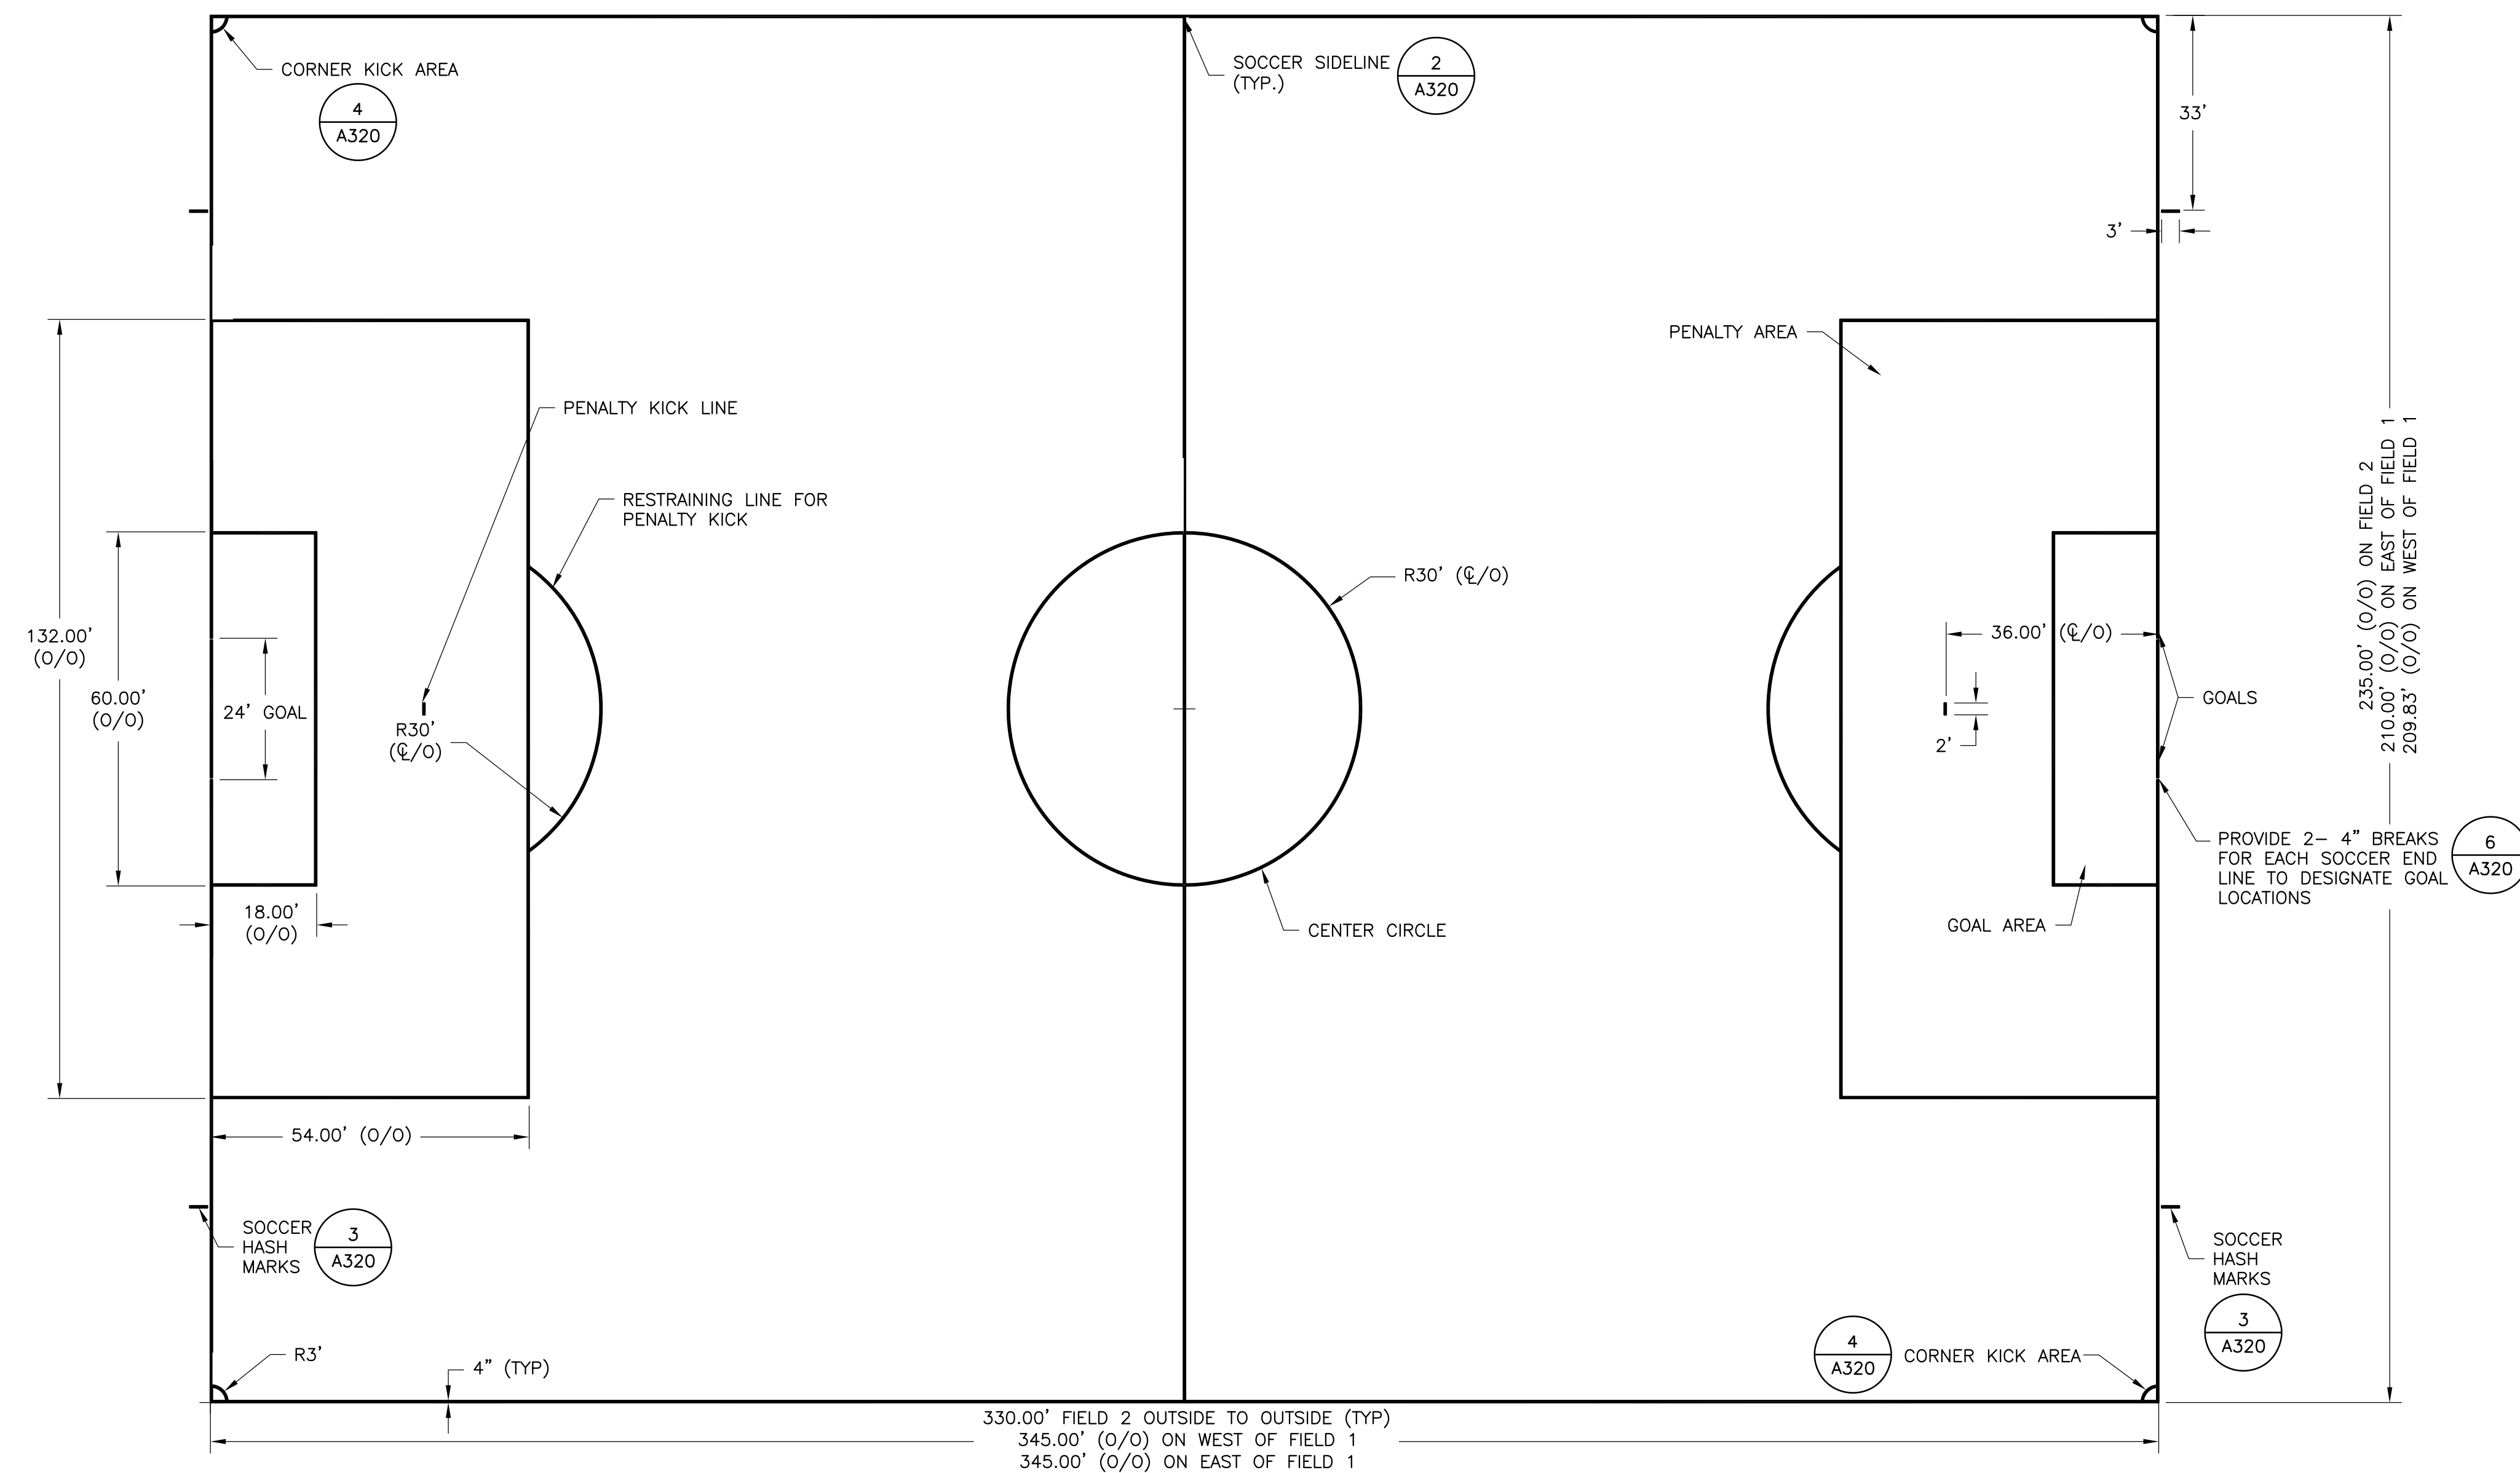 CORNER KICK AREA
4
A320
SOCCER SIDELINE
(TYP.)
2
A320
33'
3'
PENALTY AREA
PENALTY KICK LINE
RESTRAINING LINE FOR
PENALTY KICK
R30' (℄/O)
132.00'
(O/O)
60.00'
(O/O)
24' GOAL
R30'
(℄/O)
36.00' (℄/O)
2'
GOALS
235.00' (O/O) ON FIELD 2
210.00' (O/O) ON EAST OF FIELD 1
209.83' (O/O) ON WEST OF FIELD 1
PROVIDE 2- 4" BREAKS
FOR EACH SOCCER END
LINE TO DESIGNATE GOAL
LOCATIONS
6
A320
18.00'
(O/O)
CENTER CIRCLE
GOAL AREA
54.00' (O/O)
SOCCER
HASH
MARKS
3
A320
SOCCER
HASH
MARKS
3
A320
R3'
4" (TYP)
4
A320
CORNER KICK AREA
330.00' FIELD 2 OUTSIDE TO OUTSIDE (TYP)
345.00' (O/O) ON WEST OF FIELD 1
345.00' (O/O) ON EAST OF FIELD 1